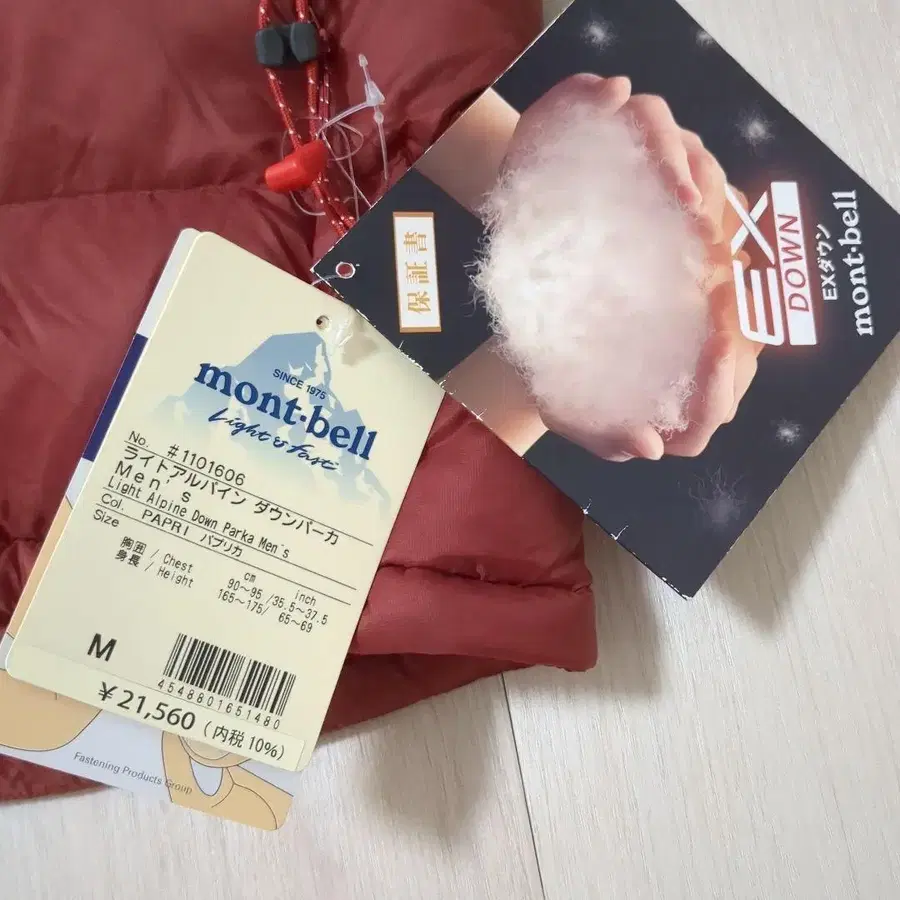 SINCE 1975
mont·bell
Light & Fast
No. #1101606
ライトアルパイン ダウンパーカ
Men's
Light Alpine Down Parka Men's
Col. PAPRI パプリカ
Size
cm inch
胸囲 / Chest 90～95 /35.5～37.5
身長 / Height 165～175/ 65～69
M
4548801651480
￥21,560 (内税10%)
Fastening Products Group
保証書
EX
DOWN
EXダウン
mont·bell